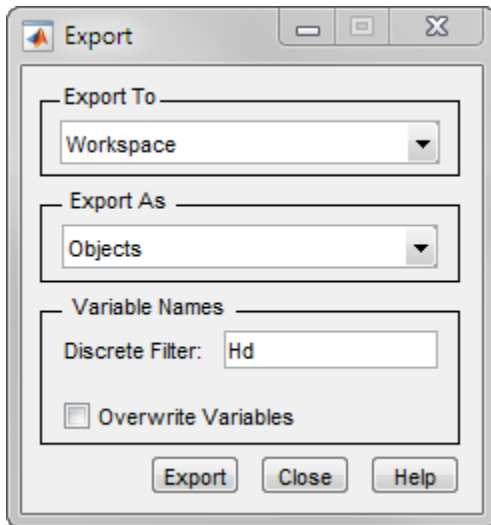 Export
Export To
Workspace
Export As
Objects
Variable Names
Discrete Filter: Hd
Overwrite Variables
Export Close Help